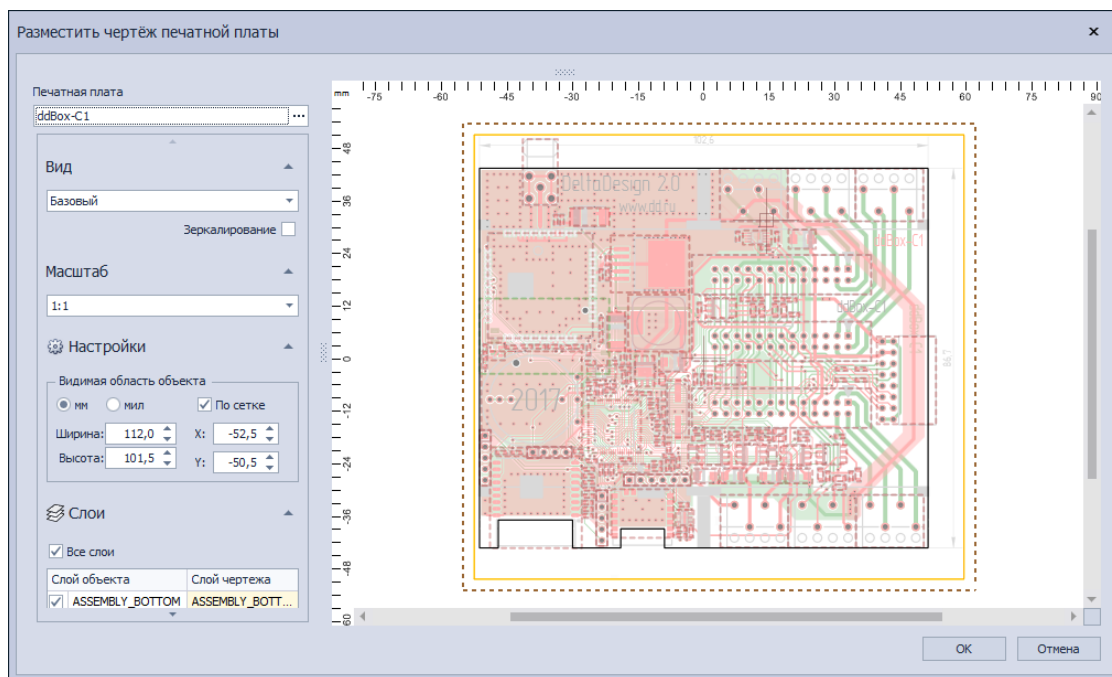 Разместить чертёж печатной платы
Печатная плата
ddBox-C1
Вид
Базовый
Зеркалирование
Масштаб
1:1
Настройки
Видимая область объекта
мм мил По сетке
Ширина: 112,0 X: -52,5
Высота: 101,5 Y: -50,5
Слои
Все слои
Слой объекта Слой чертежа
ASSEMBLY_BOTTOM ASSEMBLY_BOTT...
mm -75 -60 -45 -30 -15 0 15 30 45 60 75 90
48
36
24
12
0
-12
-24
-36
-48
-60
102,6
DeltaDesign 2.0
www.dd.ru
ddBox-C1
ddBox-C1
66,7
2017
OK Отмена